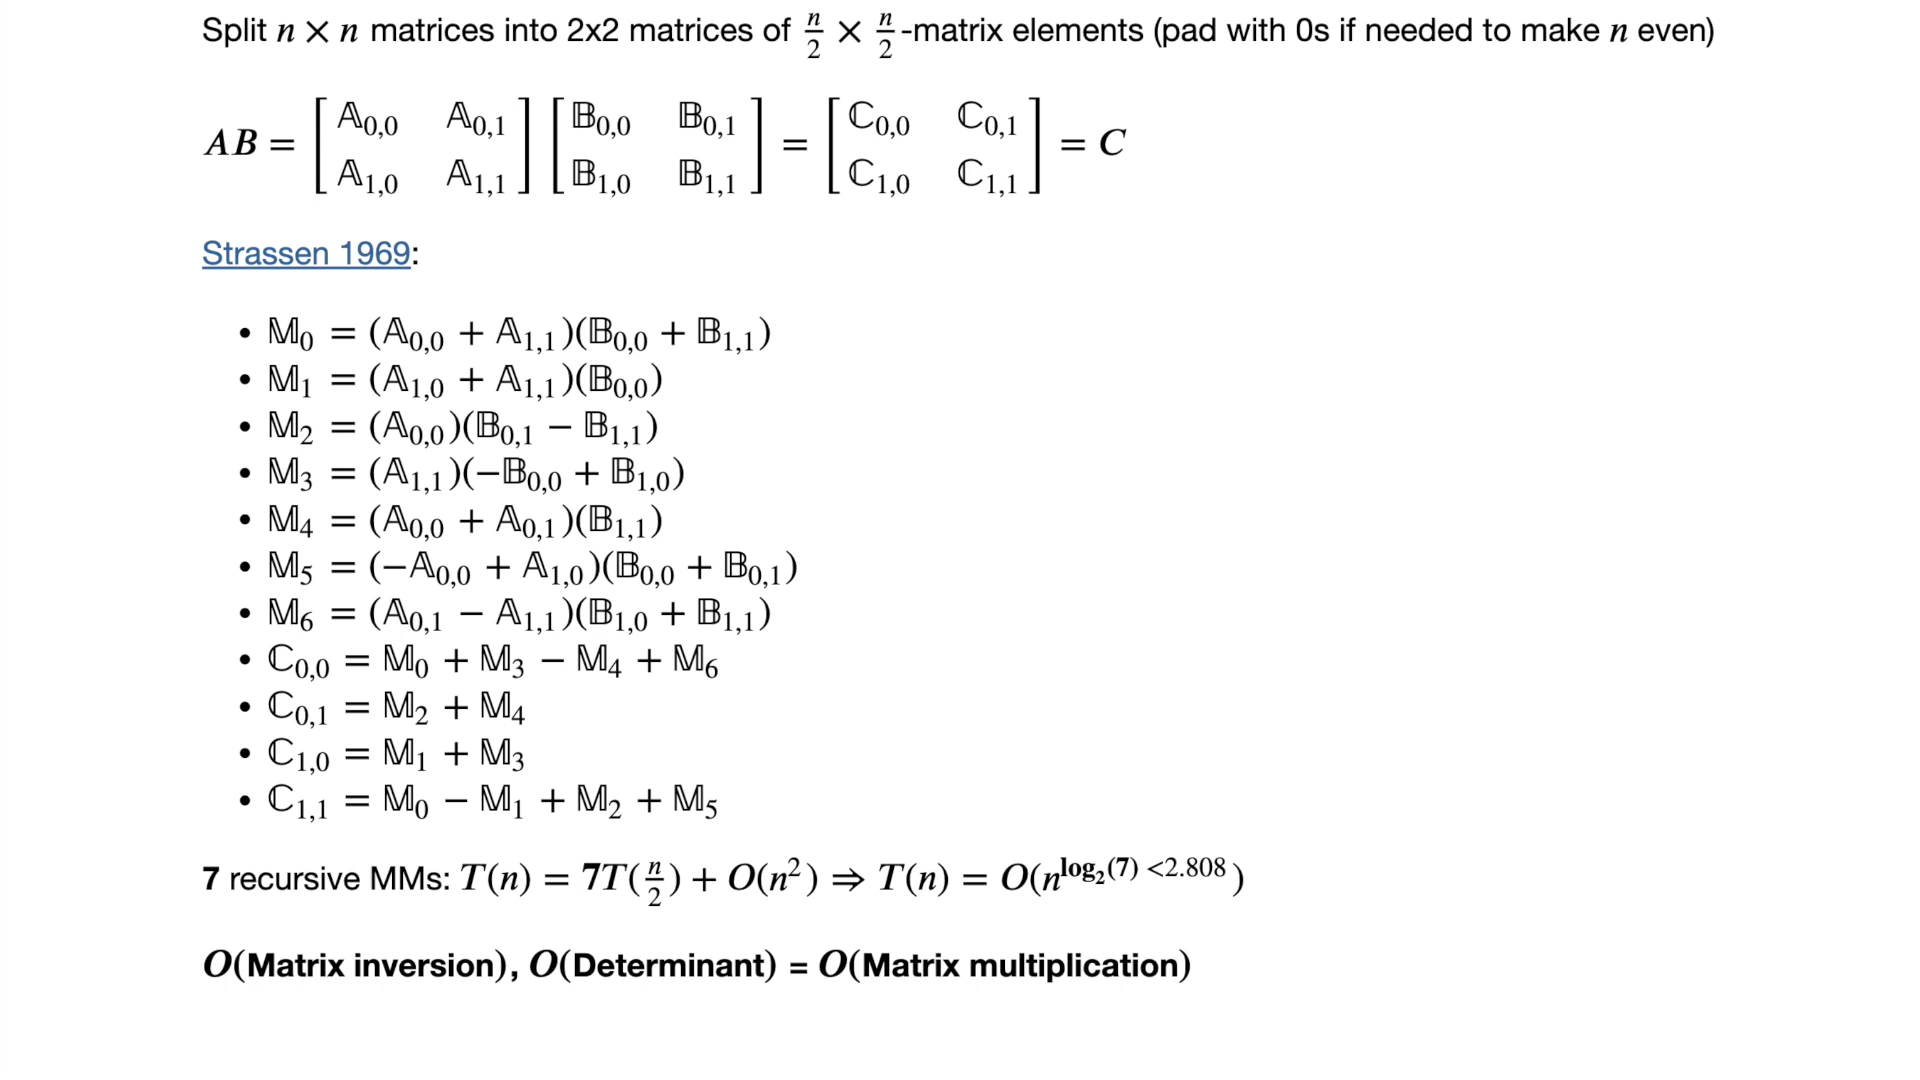 Split n × n matrices into 2x2 matrices of n/2 × n/2-matrix elements (pad with 0s if needed to make n even)
AB = [𝔸0,0 𝔸0,1 𝔸1,0 𝔸1,1] [𝔹0,0 𝔹0,1 𝔹1,0 𝔹1,1] = [ℂ0,0 ℂ0,1 ℂ1,0 ℂ1,1] = C
Strassen 1969:
• 𝕄0 = (𝔸0,0 + 𝔸1,1)(𝔹0,0 + 𝔹1,1)
• 𝕄1 = (𝔸1,0 + 𝔸1,1)(𝔹0,0)
• 𝕄2 = (𝔸0,0)(𝔹0,1 − 𝔹1,1)
• 𝕄3 = (𝔸1,1)(−𝔹0,0 + 𝔹1,0)
• 𝕄4 = (𝔸0,0 + 𝔸0,1)(𝔹1,1)
• 𝕄5 = (−𝔸0,0 + 𝔸1,0)(𝔹0,0 + 𝔹0,1)
• 𝕄6 = (𝔸0,1 − 𝔸1,1)(𝔹1,0 + 𝔹1,1)
• ℂ0,0 = 𝕄0 + 𝕄3 − 𝕄4 + 𝕄6
• ℂ0,1 = 𝕄2 + 𝕄4
• ℂ1,0 = 𝕄1 + 𝕄3
• ℂ1,1 = 𝕄0 − 𝕄1 + 𝕄2 + 𝕄5
7 recursive MMs: T(n) = 7T(n/2) + O(n²) ⇒ T(n) = O(n^log₂(7) <2.808)
O(Matrix inversion), O(Determinant) = O(Matrix multiplication)